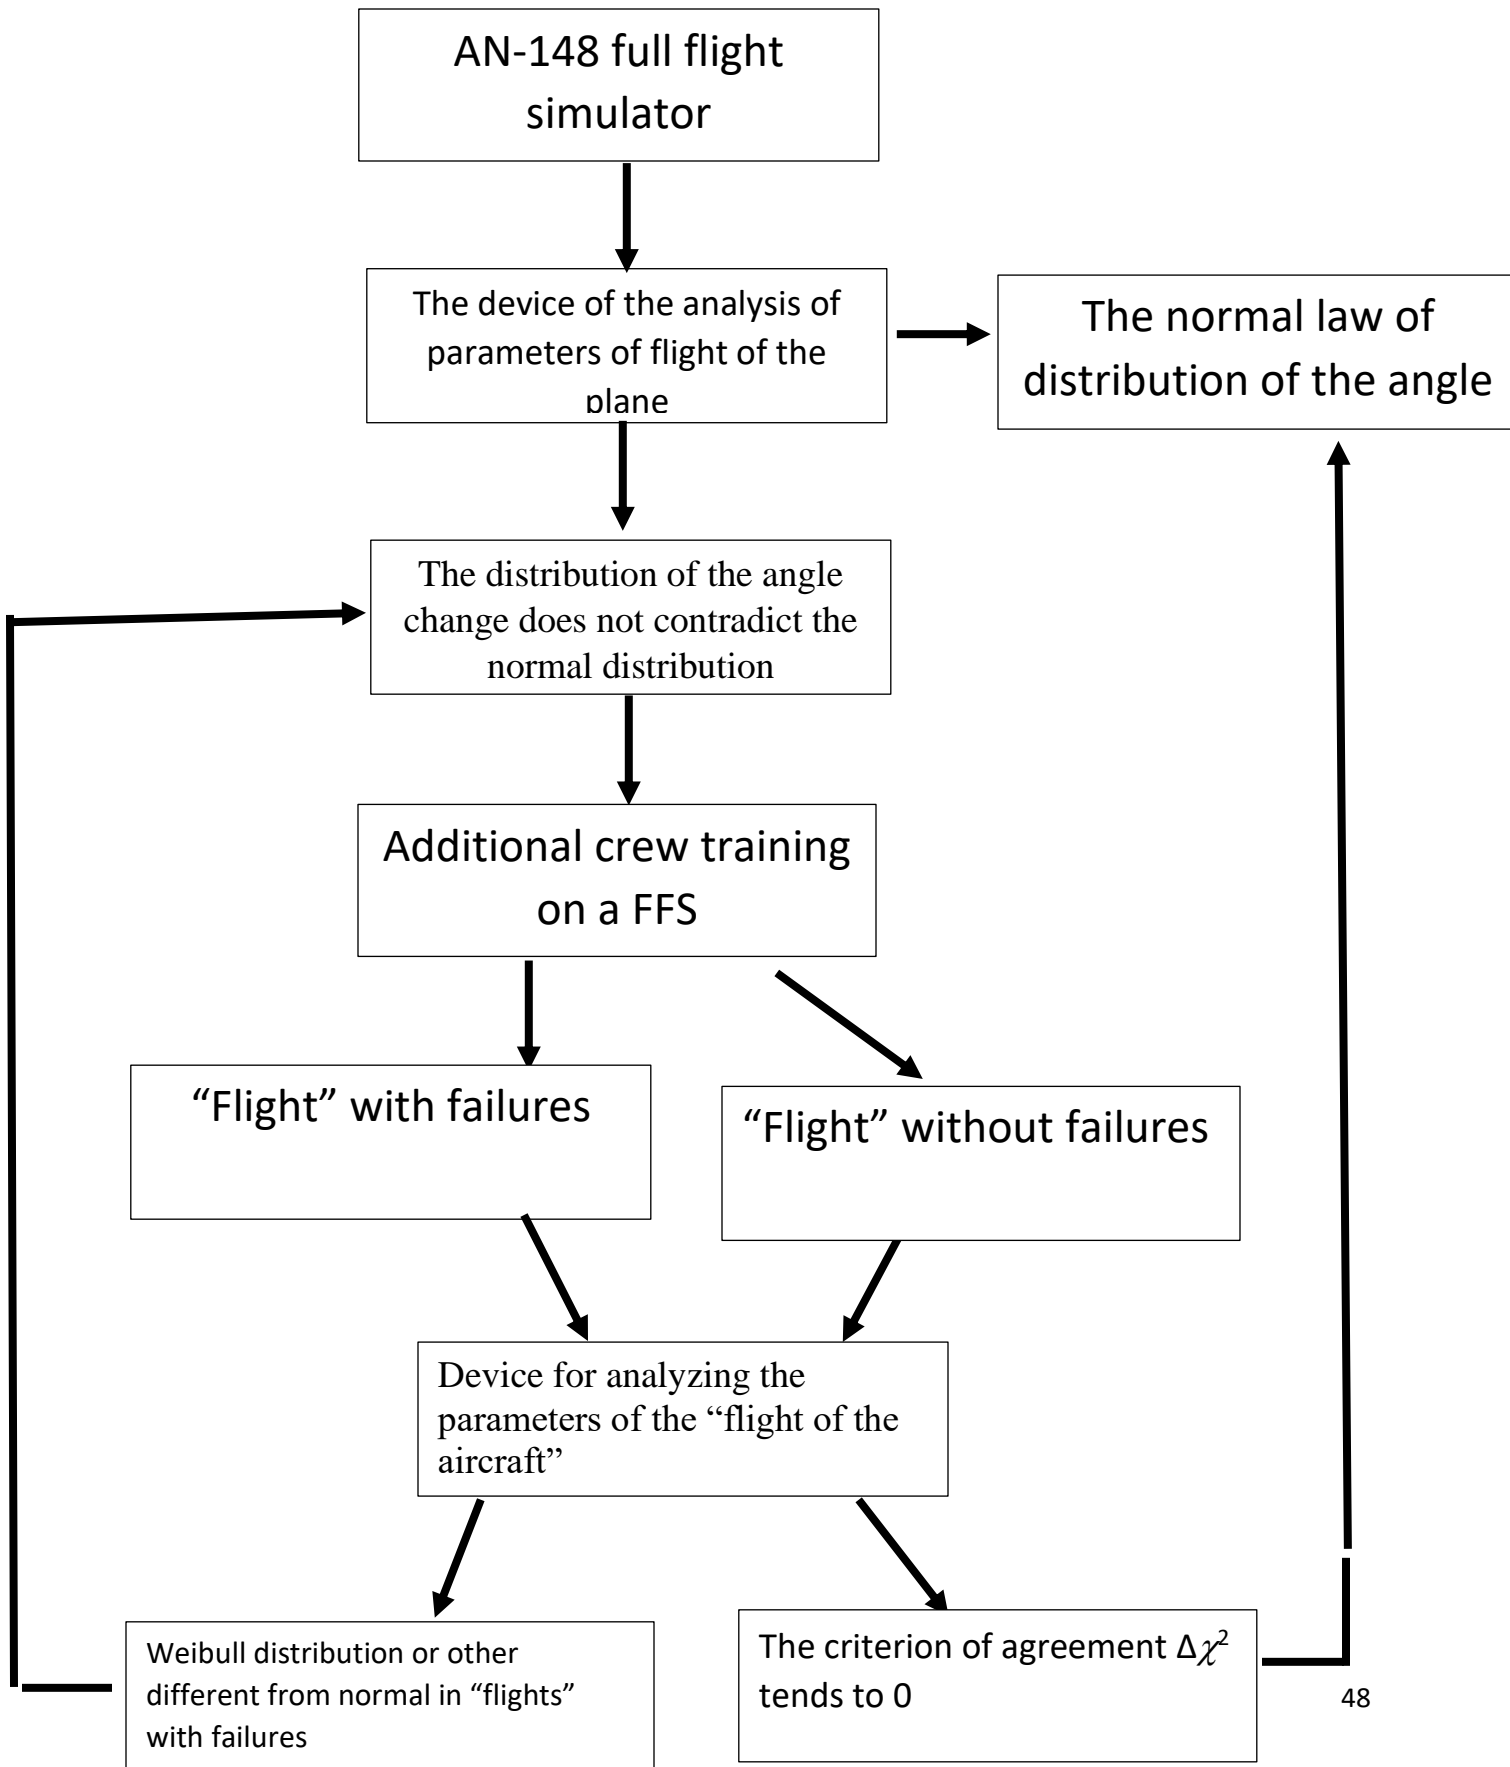 AN-148 full flight
simulator
The device of the analysis of
parameters of flight of the
plane
The normal law of
distribution of the angle
The distribution of the angle
change does not contradict the
normal distribution
Additional crew training
on a FFS
“Flight” with failures
“Flight” without failures
Device for analyzing the
parameters of the “flight of the
aircraft”
Weibull distribution or other
different from normal in “flights”
with failures
The criterion of agreement Δχ²
tends to 0
48